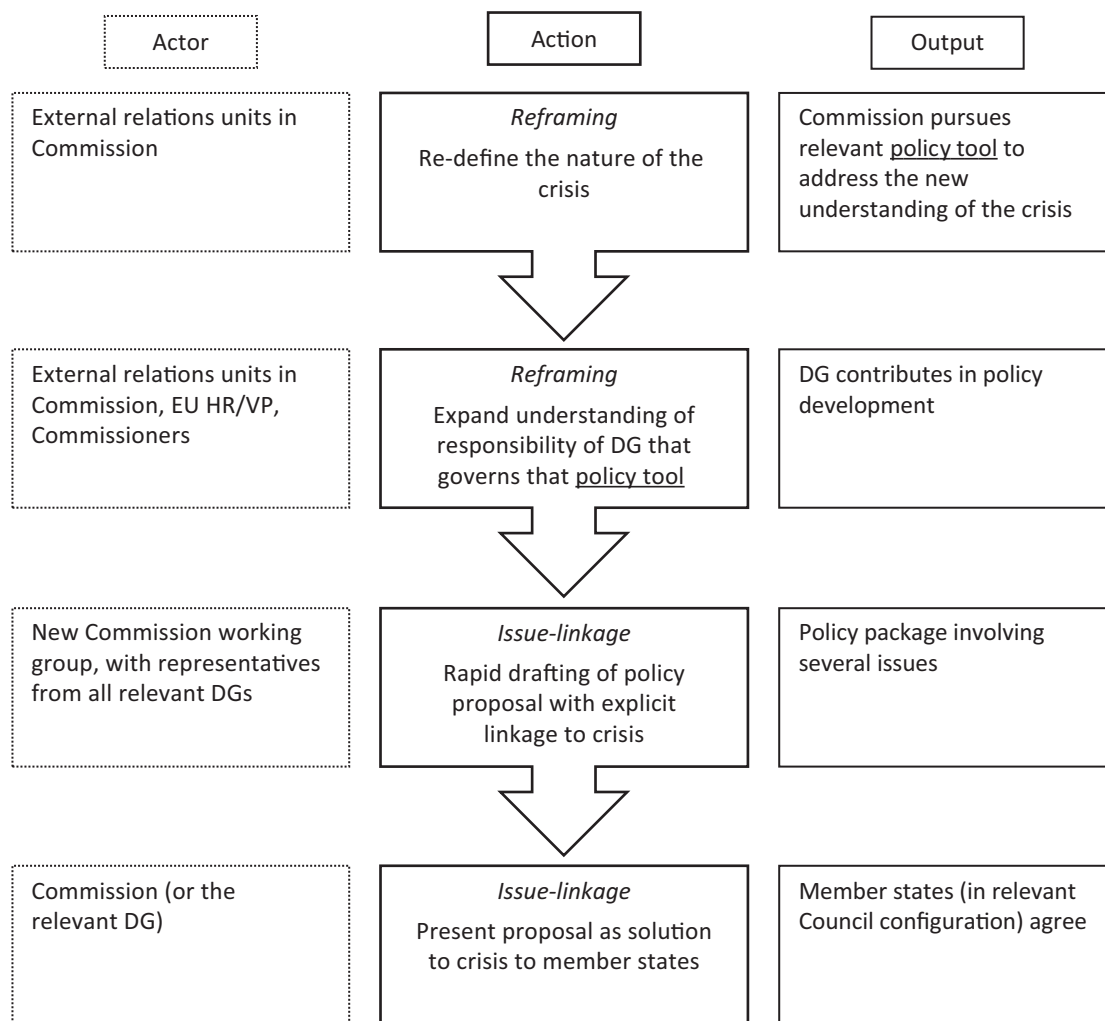 Actor
Action
Output
External relations units in
Commission
Reframing
Re-define the nature of the
crisis
Commission pursues
relevant policy tool to
address the new
understanding of the crisis
External relations units in
Commission, EU HR/VP,
Commissioners
Reframing
Expand understanding of
responsibility of DG that
governs that policy tool
DG contributes in policy
development
New Commission working
group, with representatives
from all relevant DGs
Issue-linkage
Rapid drafting of policy
proposal with explicit
linkage to crisis
Policy package involving
several issues
Commission (or the
relevant DG)
Issue-linkage
Present proposal as solution
to crisis to member states
Member states (in relevant
Council configuration) agree